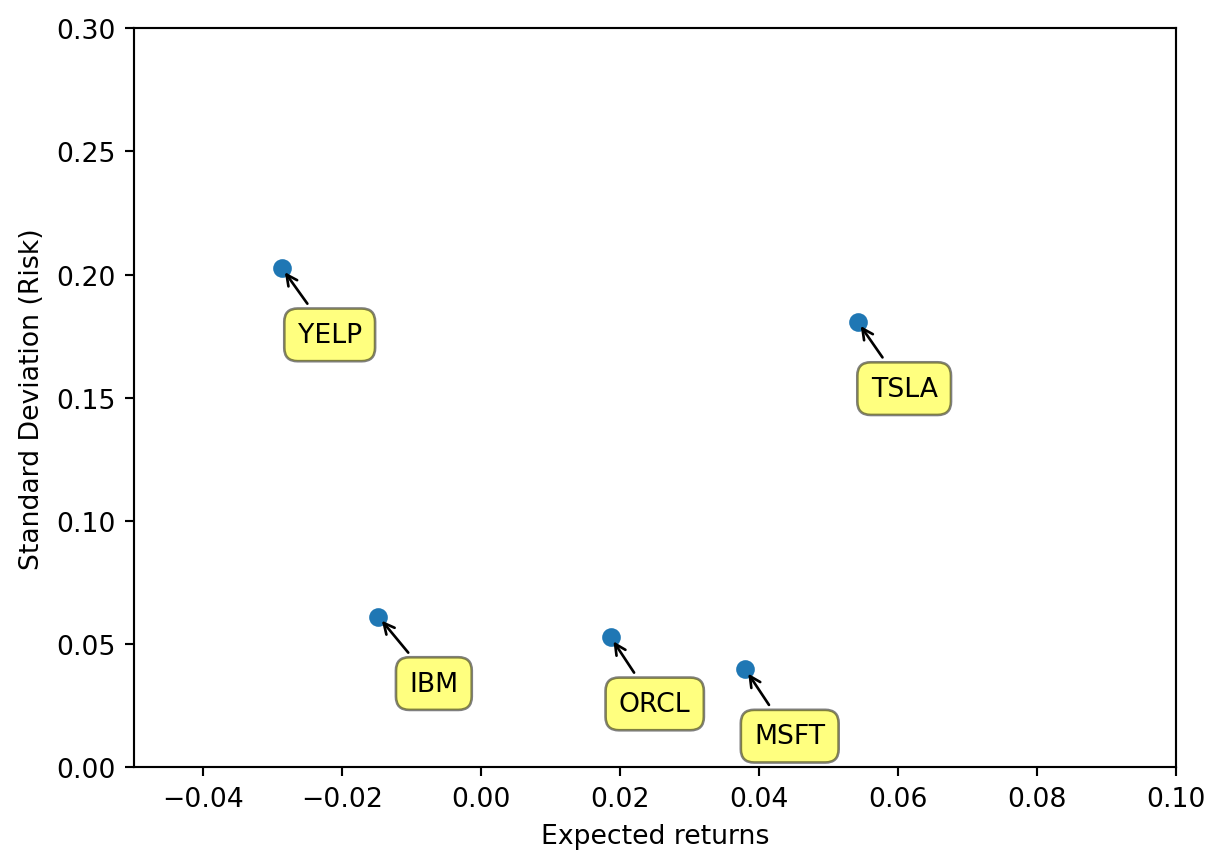 0.30
0.25
0.20
0.15
0.10
0.05
0.00
Standard Deviation (Risk)
YELP
TSLA
IBM
ORCL
MSFT
−0.04 −0.02 0.00 0.02 0.04 0.06 0.08 0.10
Expected returns